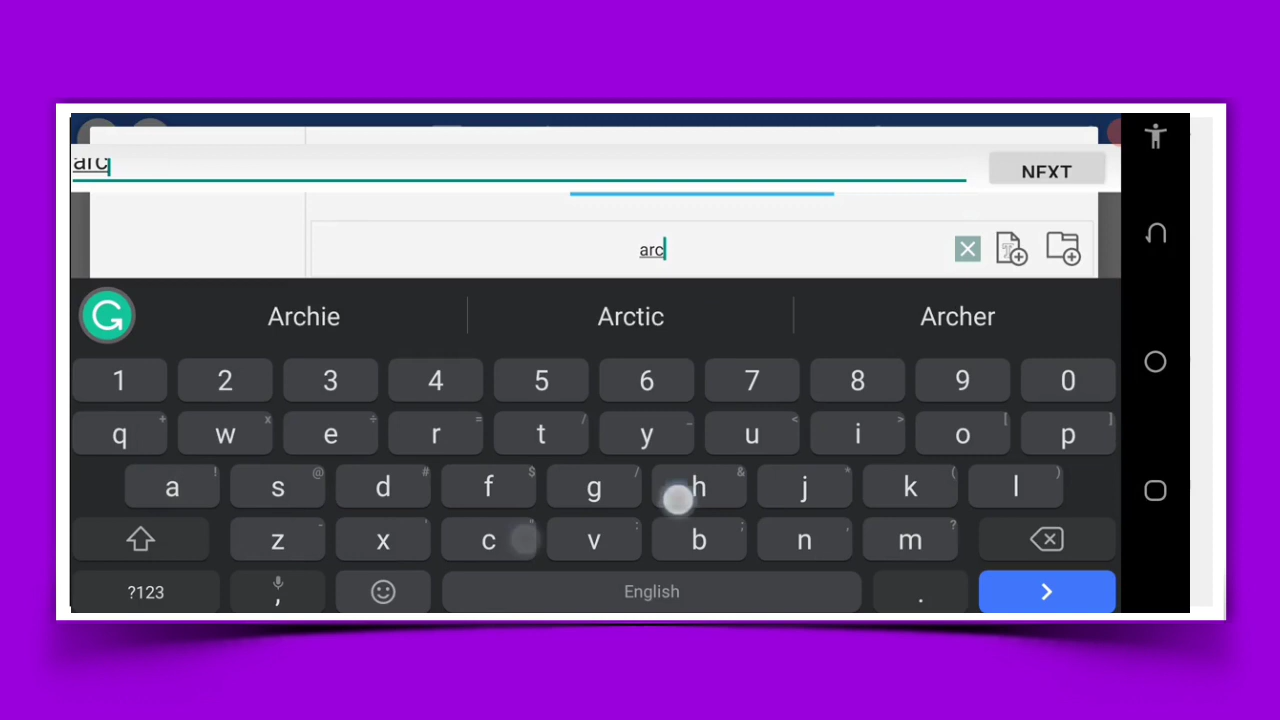 arc
NEXT
arc
Archie Arctic Archer
1 2 3 4 5 6 7 8 9 0
+ x ÷ = / _ < > [ ]
q w e r t y u i o p
! @ # $ / & * ( )
a s d f g h j k l
- ' " : ; , ?
z x c v b n m
?123 , English .